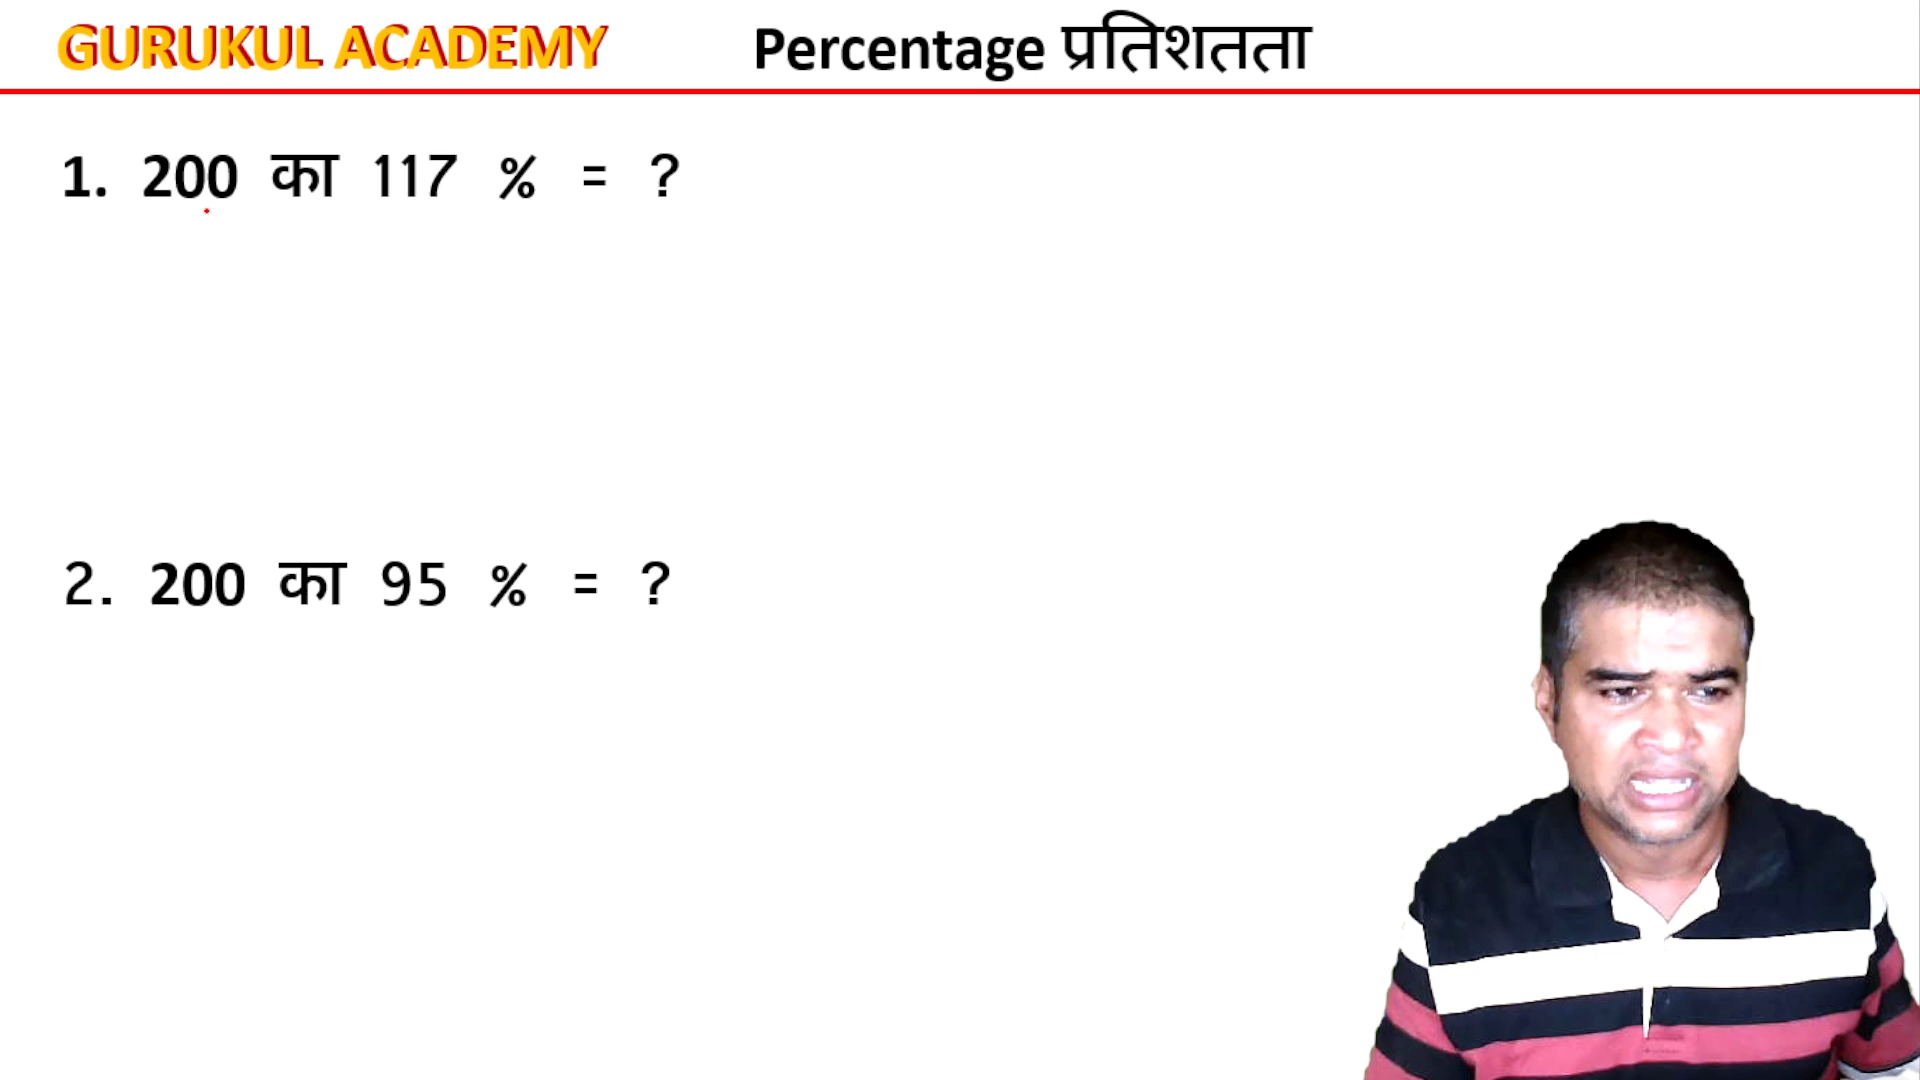 GURUKUL ACADEMY Percentage प्रतिशतता
1. 200 का 117 % = ?
2. 200 का 95 % = ?